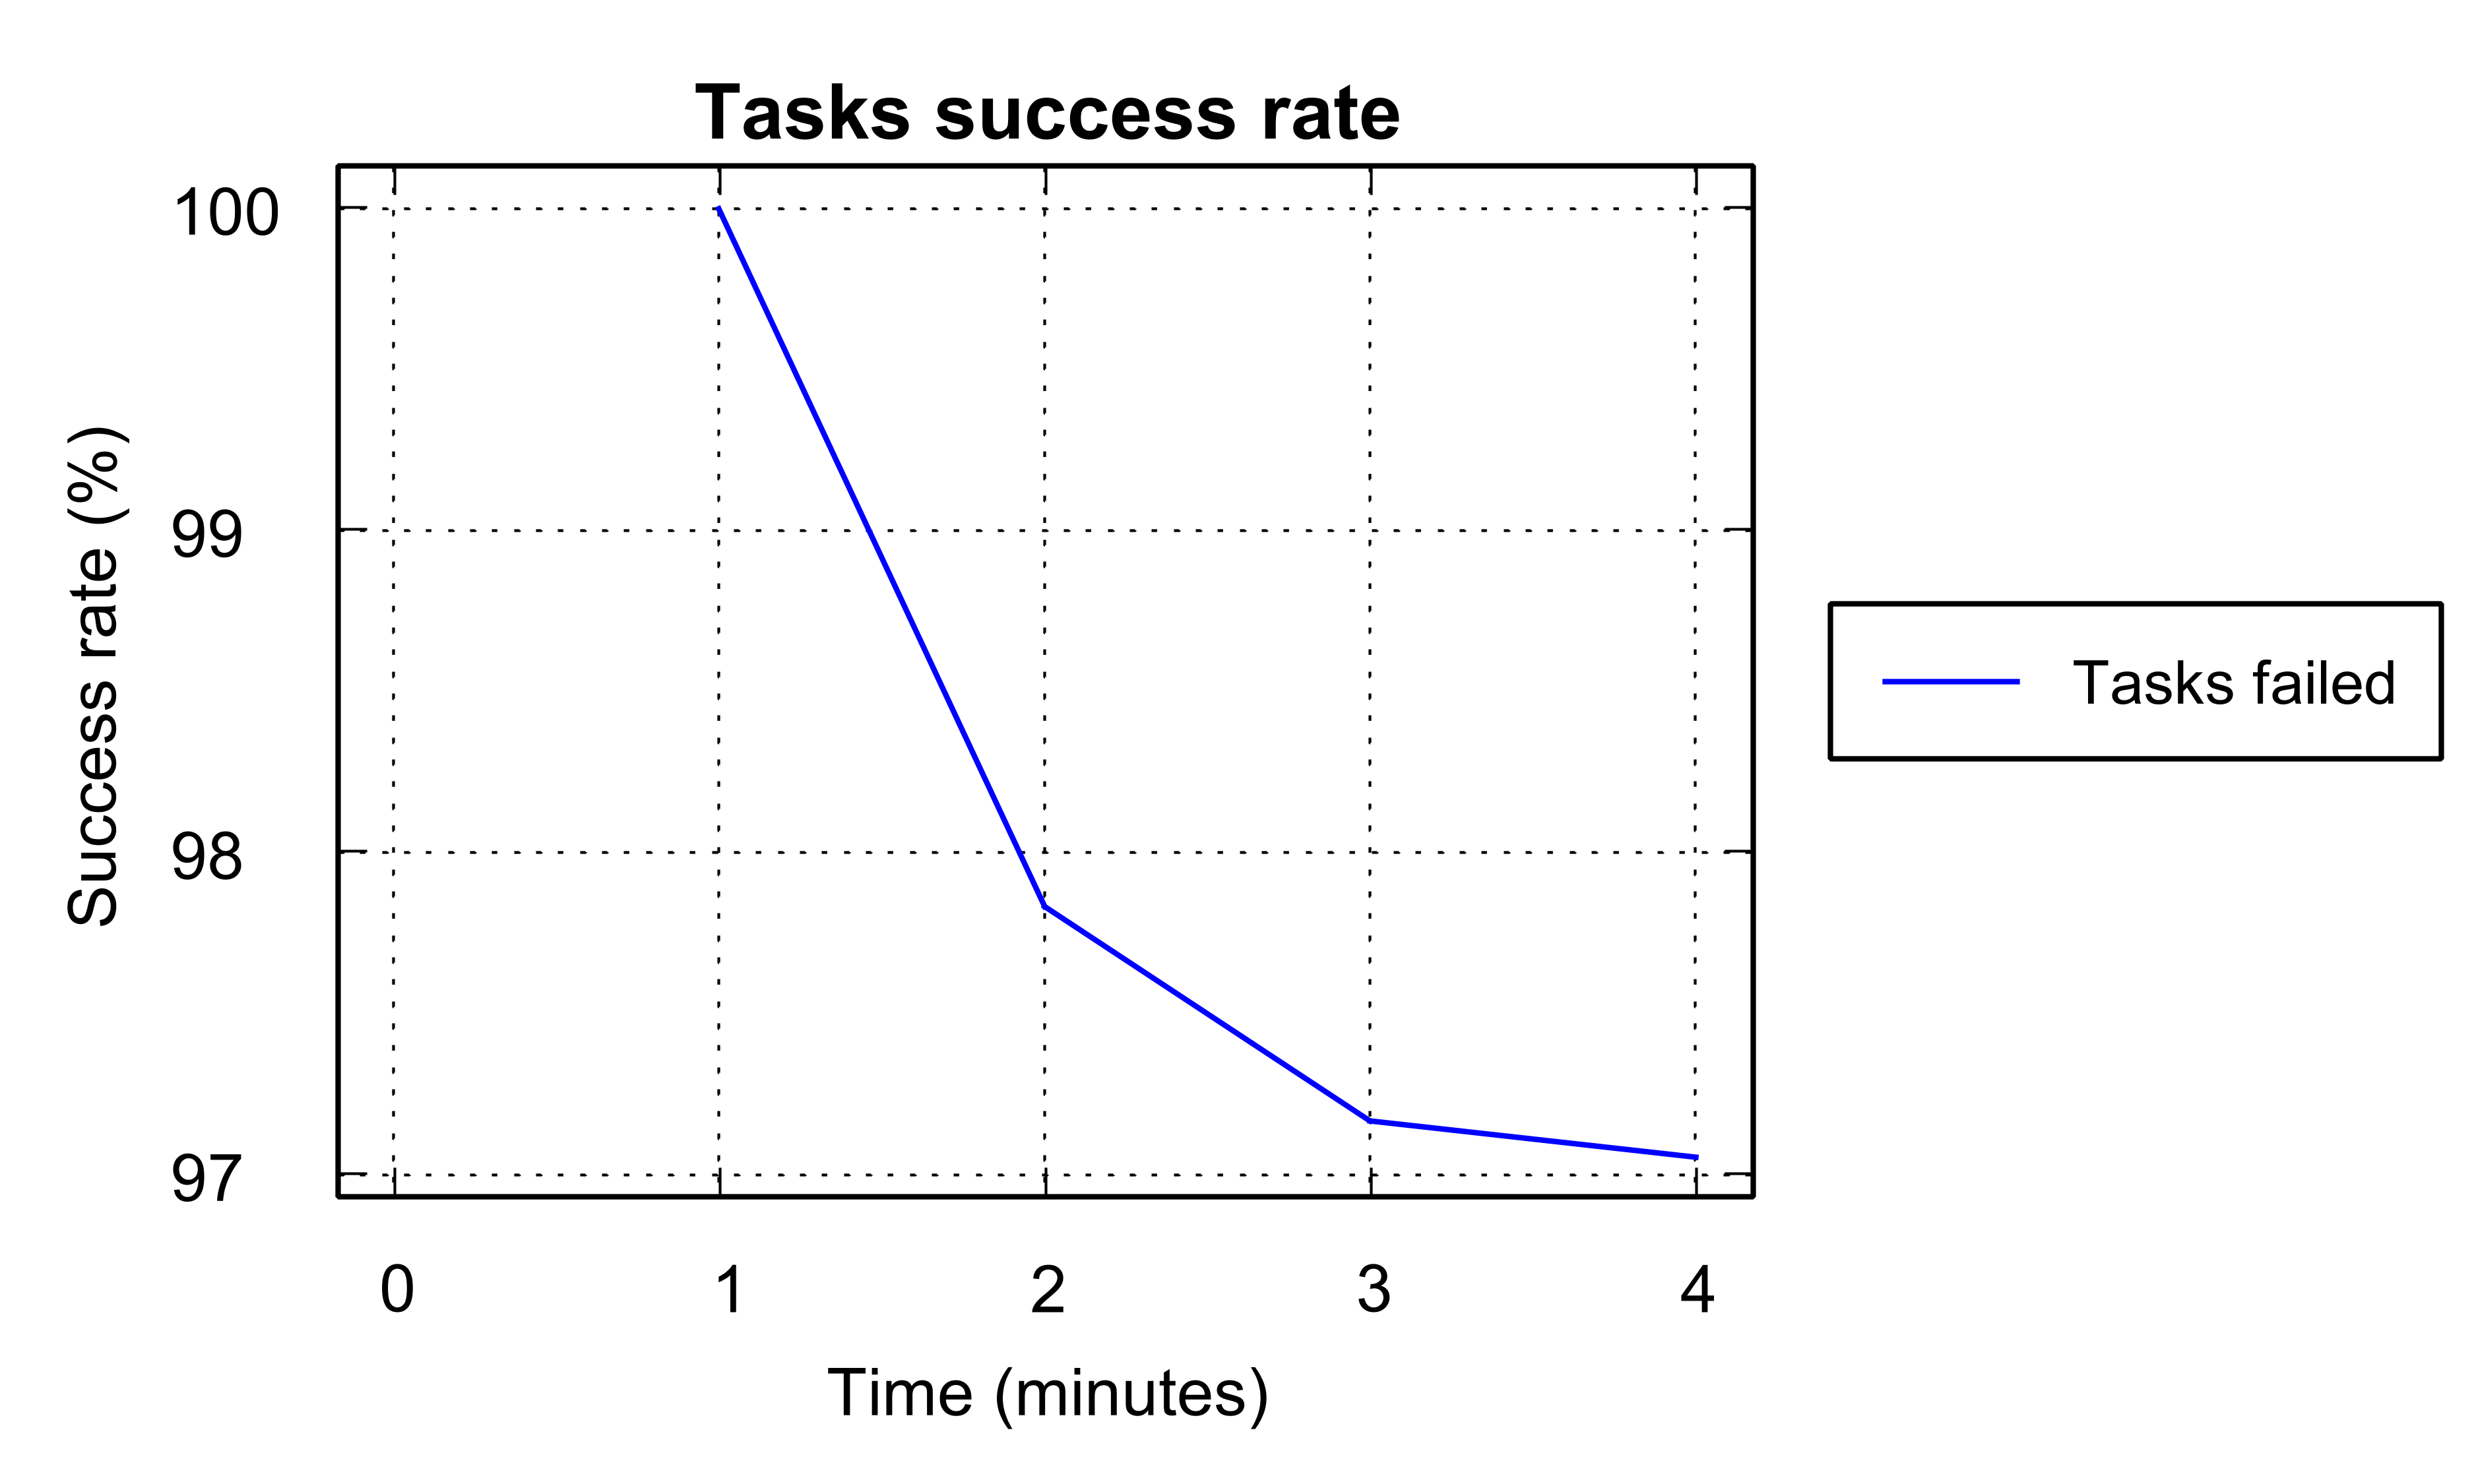 Tasks success rate
100
99
98
97
Success rate (%)
0 1 2 3 4
Time (minutes)
Tasks failed